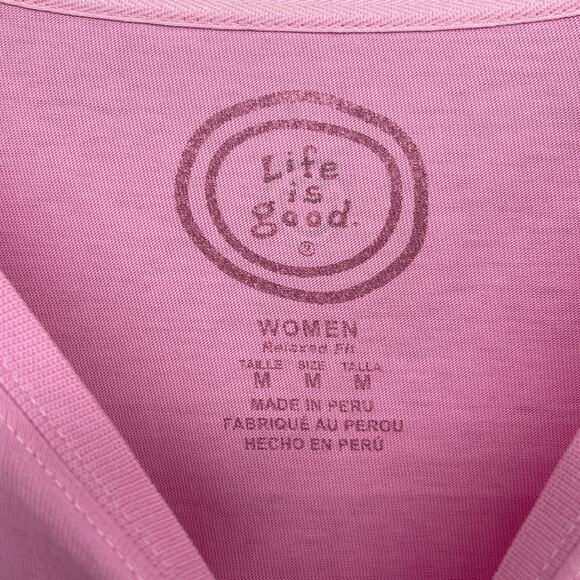 Life
is
good.
®
WOMEN
Relaxed Fit
TAILLE SIZE TALLA
M M M
MADE IN PERU
FABRIQUÉ AU PEROU
HECHO EN PERÚ